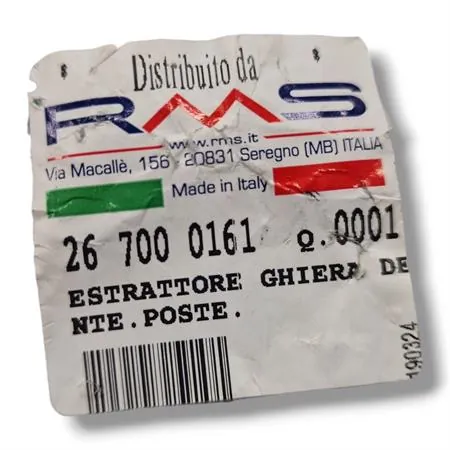 Distribuito da
RMS
www.rms.it
Via Macallè, 156 - 20831 Seregno (MB) ITALIA
Made in Italy
26 700 0161 Q.0001
ESTRATTORE GHIERA DE
NTE.POSTE.
190324